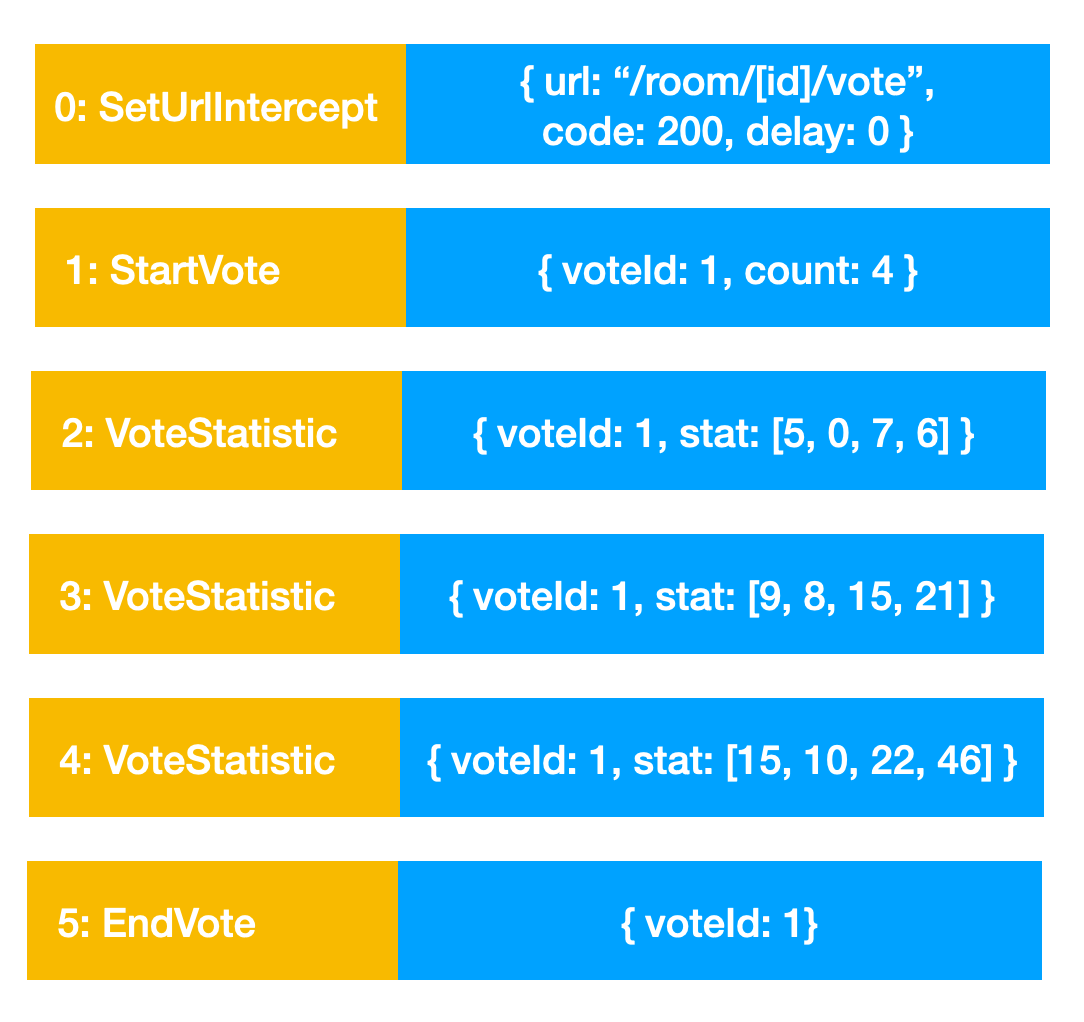 0: SetUrlIntercept
{ url: “/room/[id]/vote”,
code: 200, delay: 0 }
1: StartVote
{ voteId: 1, count: 4 }
2: VoteStatistic
{ voteId: 1, stat: [5, 0, 7, 6] }
3: VoteStatistic
{ voteId: 1, stat: [9, 8, 15, 21] }
4: VoteStatistic
{ voteId: 1, stat: [15, 10, 22, 46] }
5: EndVote
{ voteId: 1}